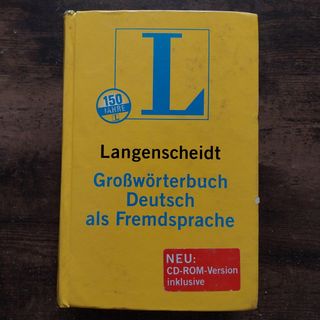 L
150
JAHRE
L
Langenscheidt
Großwörterbuch
Deutsch
als Fremdsprache
NEU:
CD-ROM-Version
inklusive